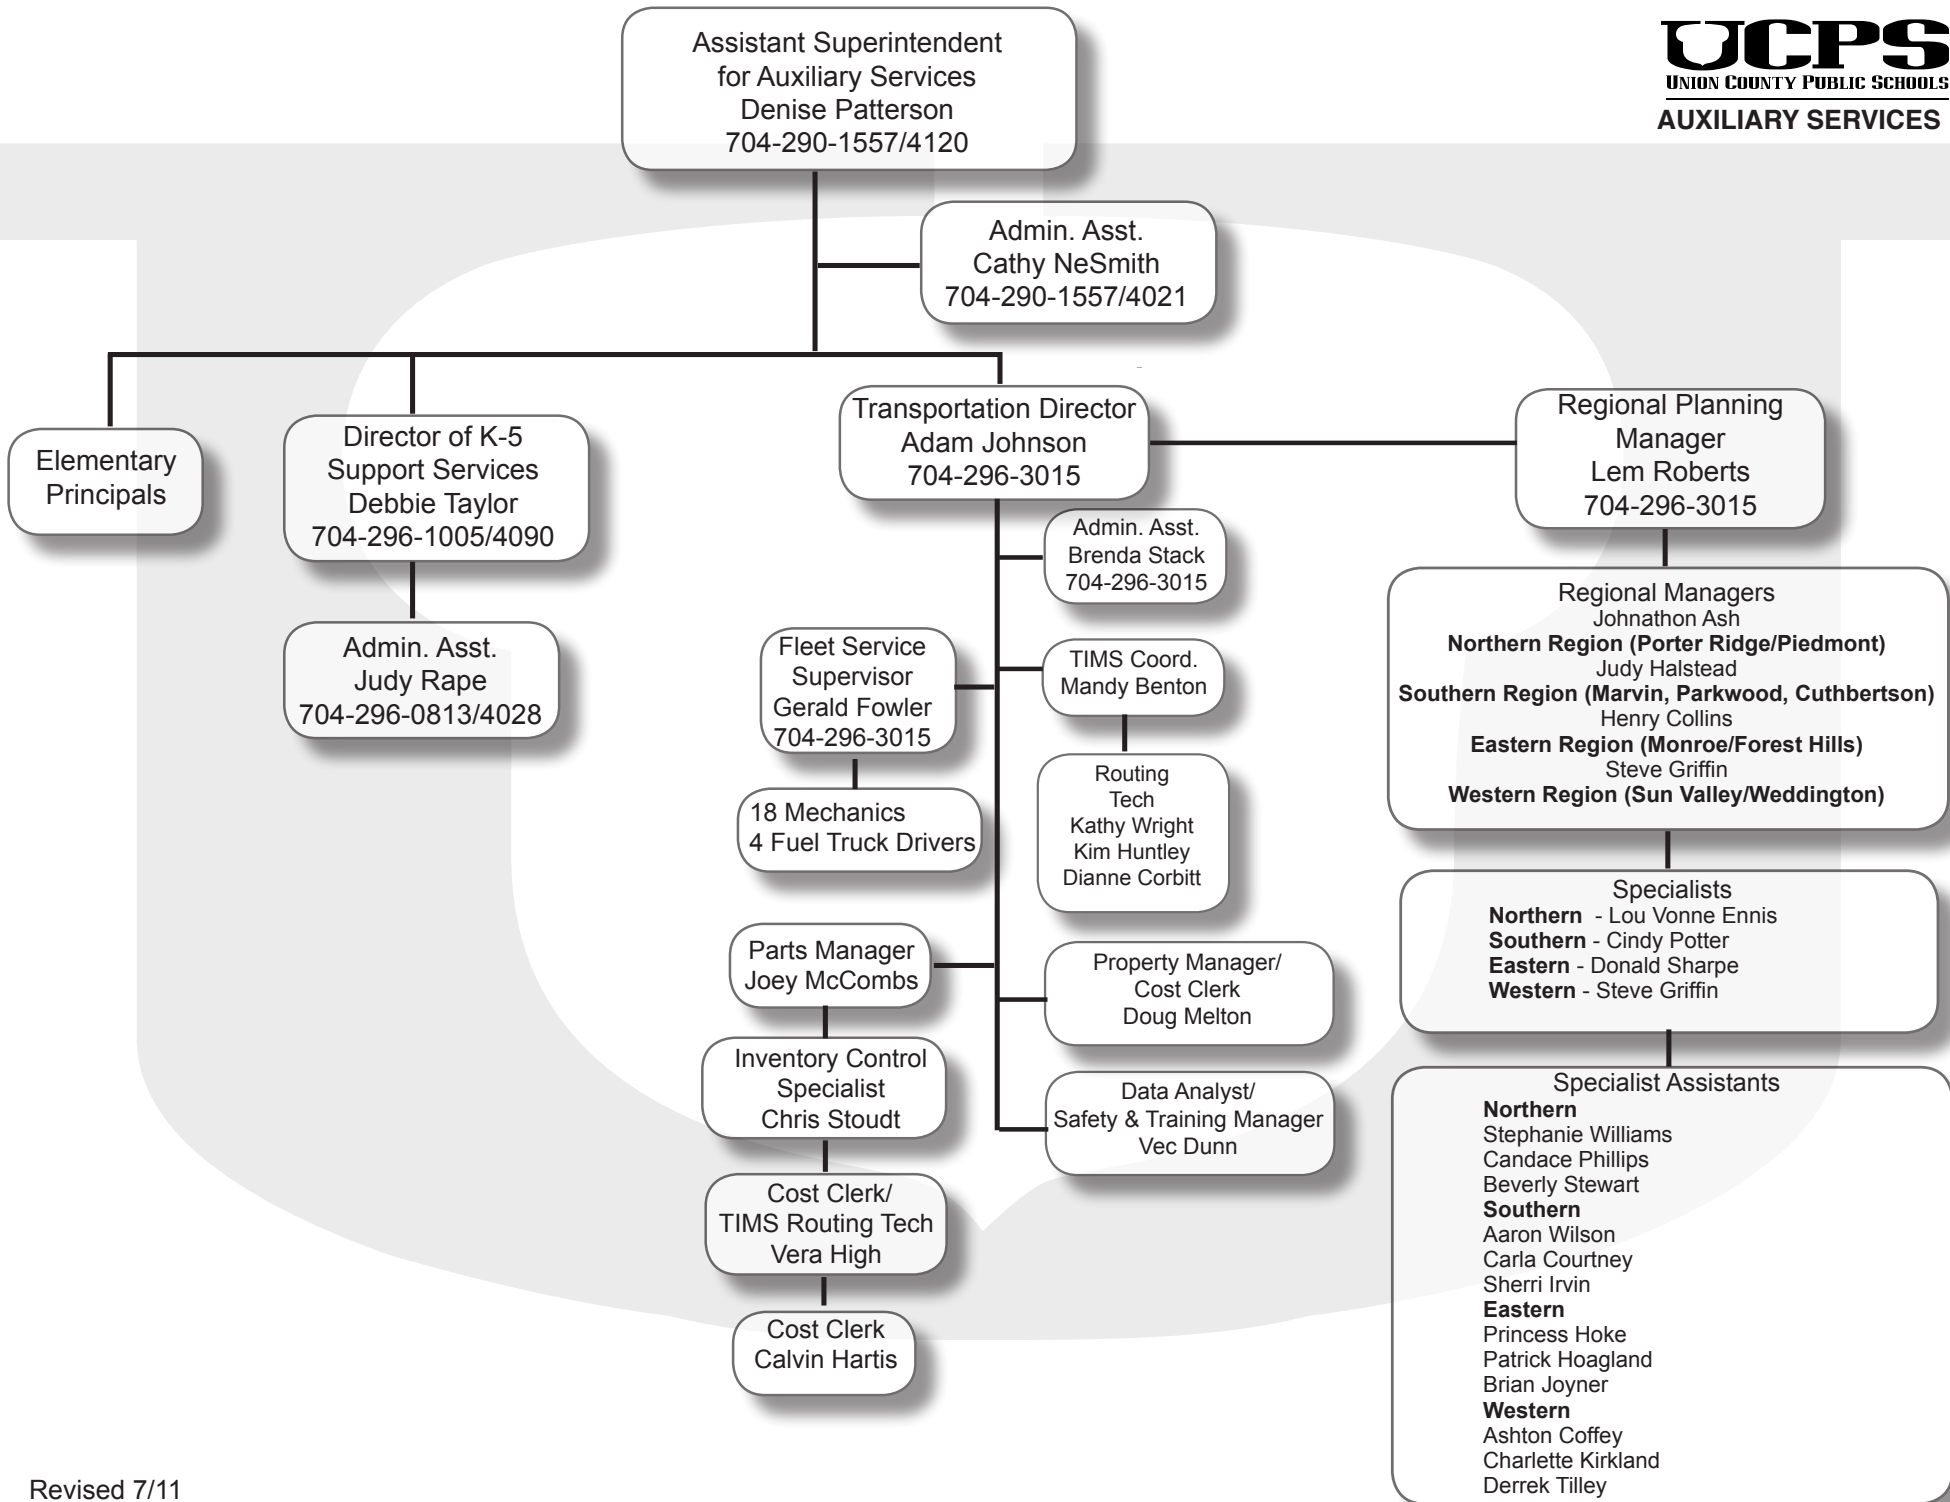 UCPS
UNION COUNTY PUBLIC SCHOOLS
AUXILIARY SERVICES
Assistant Superintendent
for Auxiliary Services
Denise Patterson
704-290-1557/4120
Admin. Asst.
Cathy NeSmith
704-290-1557/4021
Elementary
Principals
Director of K-5
Support Services
Debbie Taylor
704-296-1005/4090
Admin. Asst.
Judy Rape
704-296-0813/4028
Transportation Director
Adam Johnson
704-296-3015
Admin. Asst.
Brenda Stack
704-296-3015
Fleet Service
Supervisor
Gerald Fowler
704-296-3015
18 Mechanics
4 Fuel Truck Drivers
TIMS Coord.
Mandy Benton
Routing
Tech
Kathy Wright
Kim Huntley
Dianne Corbitt
Parts Manager
Joey McCombs
Inventory Control
Specialist
Chris Stoudt
Cost Clerk/
TIMS Routing Tech
Vera High
Cost Clerk
Calvin Hartis
Property Manager/
Cost Clerk
Doug Melton
Data Analyst/
Safety & Training Manager
Vec Dunn
Regional Planning
Manager
Lem Roberts
704-296-3015
Regional Managers
Johnathon Ash
Northern Region (Porter Ridge/Piedmont)
Judy Halstead
Southern Region (Marvin, Parkwood, Cuthbertson)
Henry Collins
Eastern Region (Monroe/Forest Hills)
Steve Griffin
Western Region (Sun Valley/Weddington)
Specialists
Northern - Lou Vonne Ennis
Southern - Cindy Potter
Eastern - Donald Sharpe
Western - Steve Griffin
Specialist Assistants
Northern
Stephanie Williams
Candace Phillips
Beverly Stewart
Southern
Aaron Wilson
Carla Courtney
Sherri Irvin
Eastern
Princess Hoke
Patrick Hoagland
Brian Joyner
Western
Ashton Coffey
Charlette Kirkland
Derrek Tilley
Revised 7/11